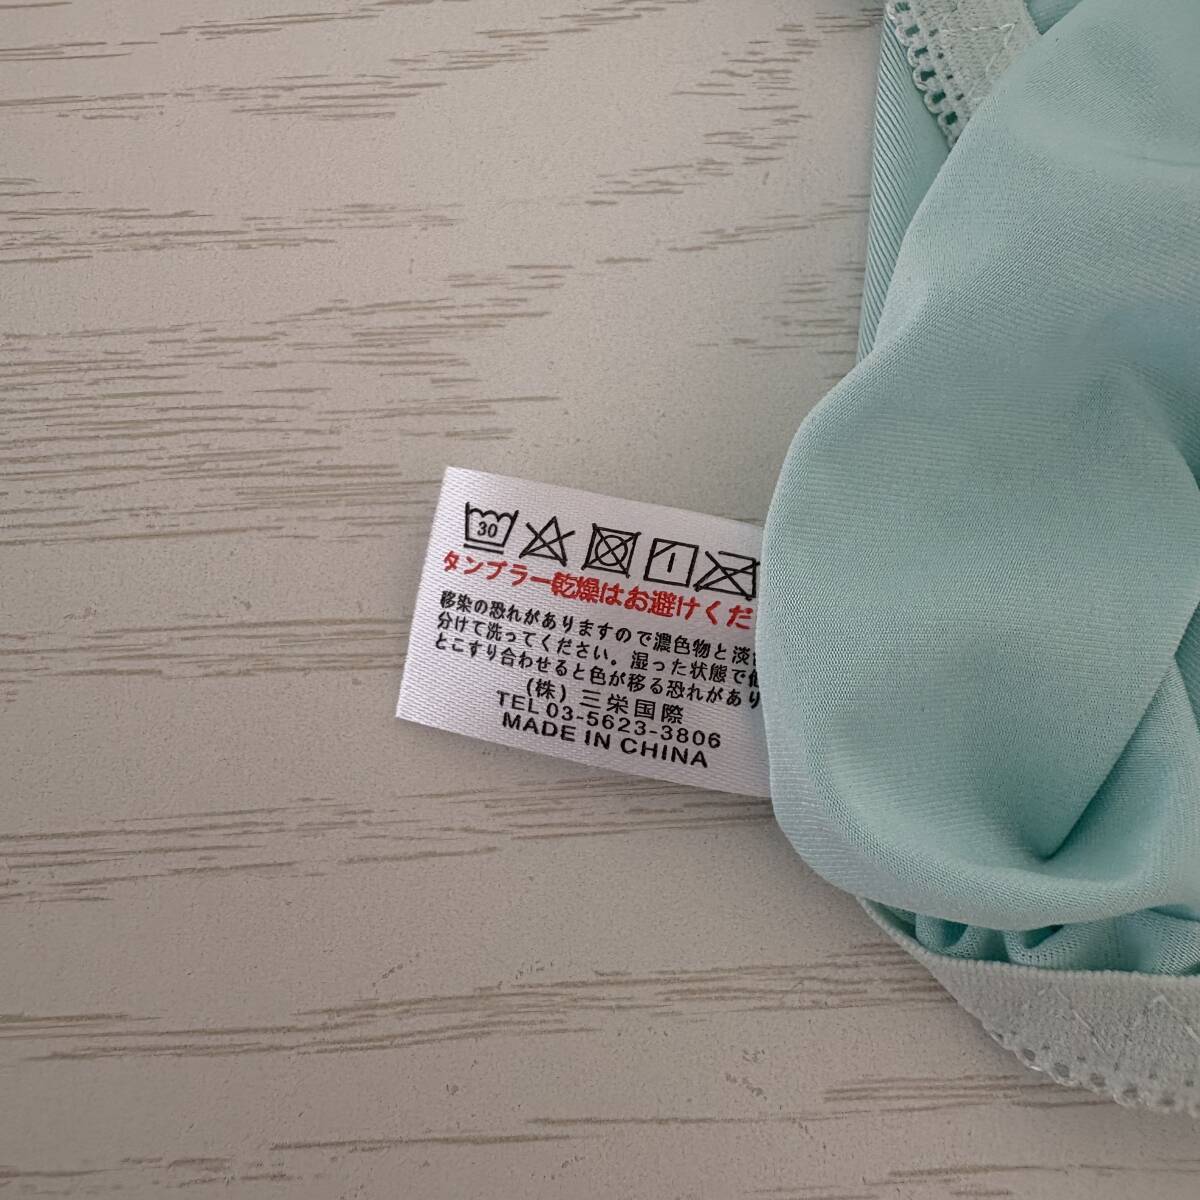 30
タンブラー乾燥はお避けくだ
移染の恐れがありますので濃色物と淡
分けて洗ってください。湿った状態で
とこすり合わせると色が移る恐れがあり
(株)三栄国際
TEL 03-5623-3806
MADE IN CHINA